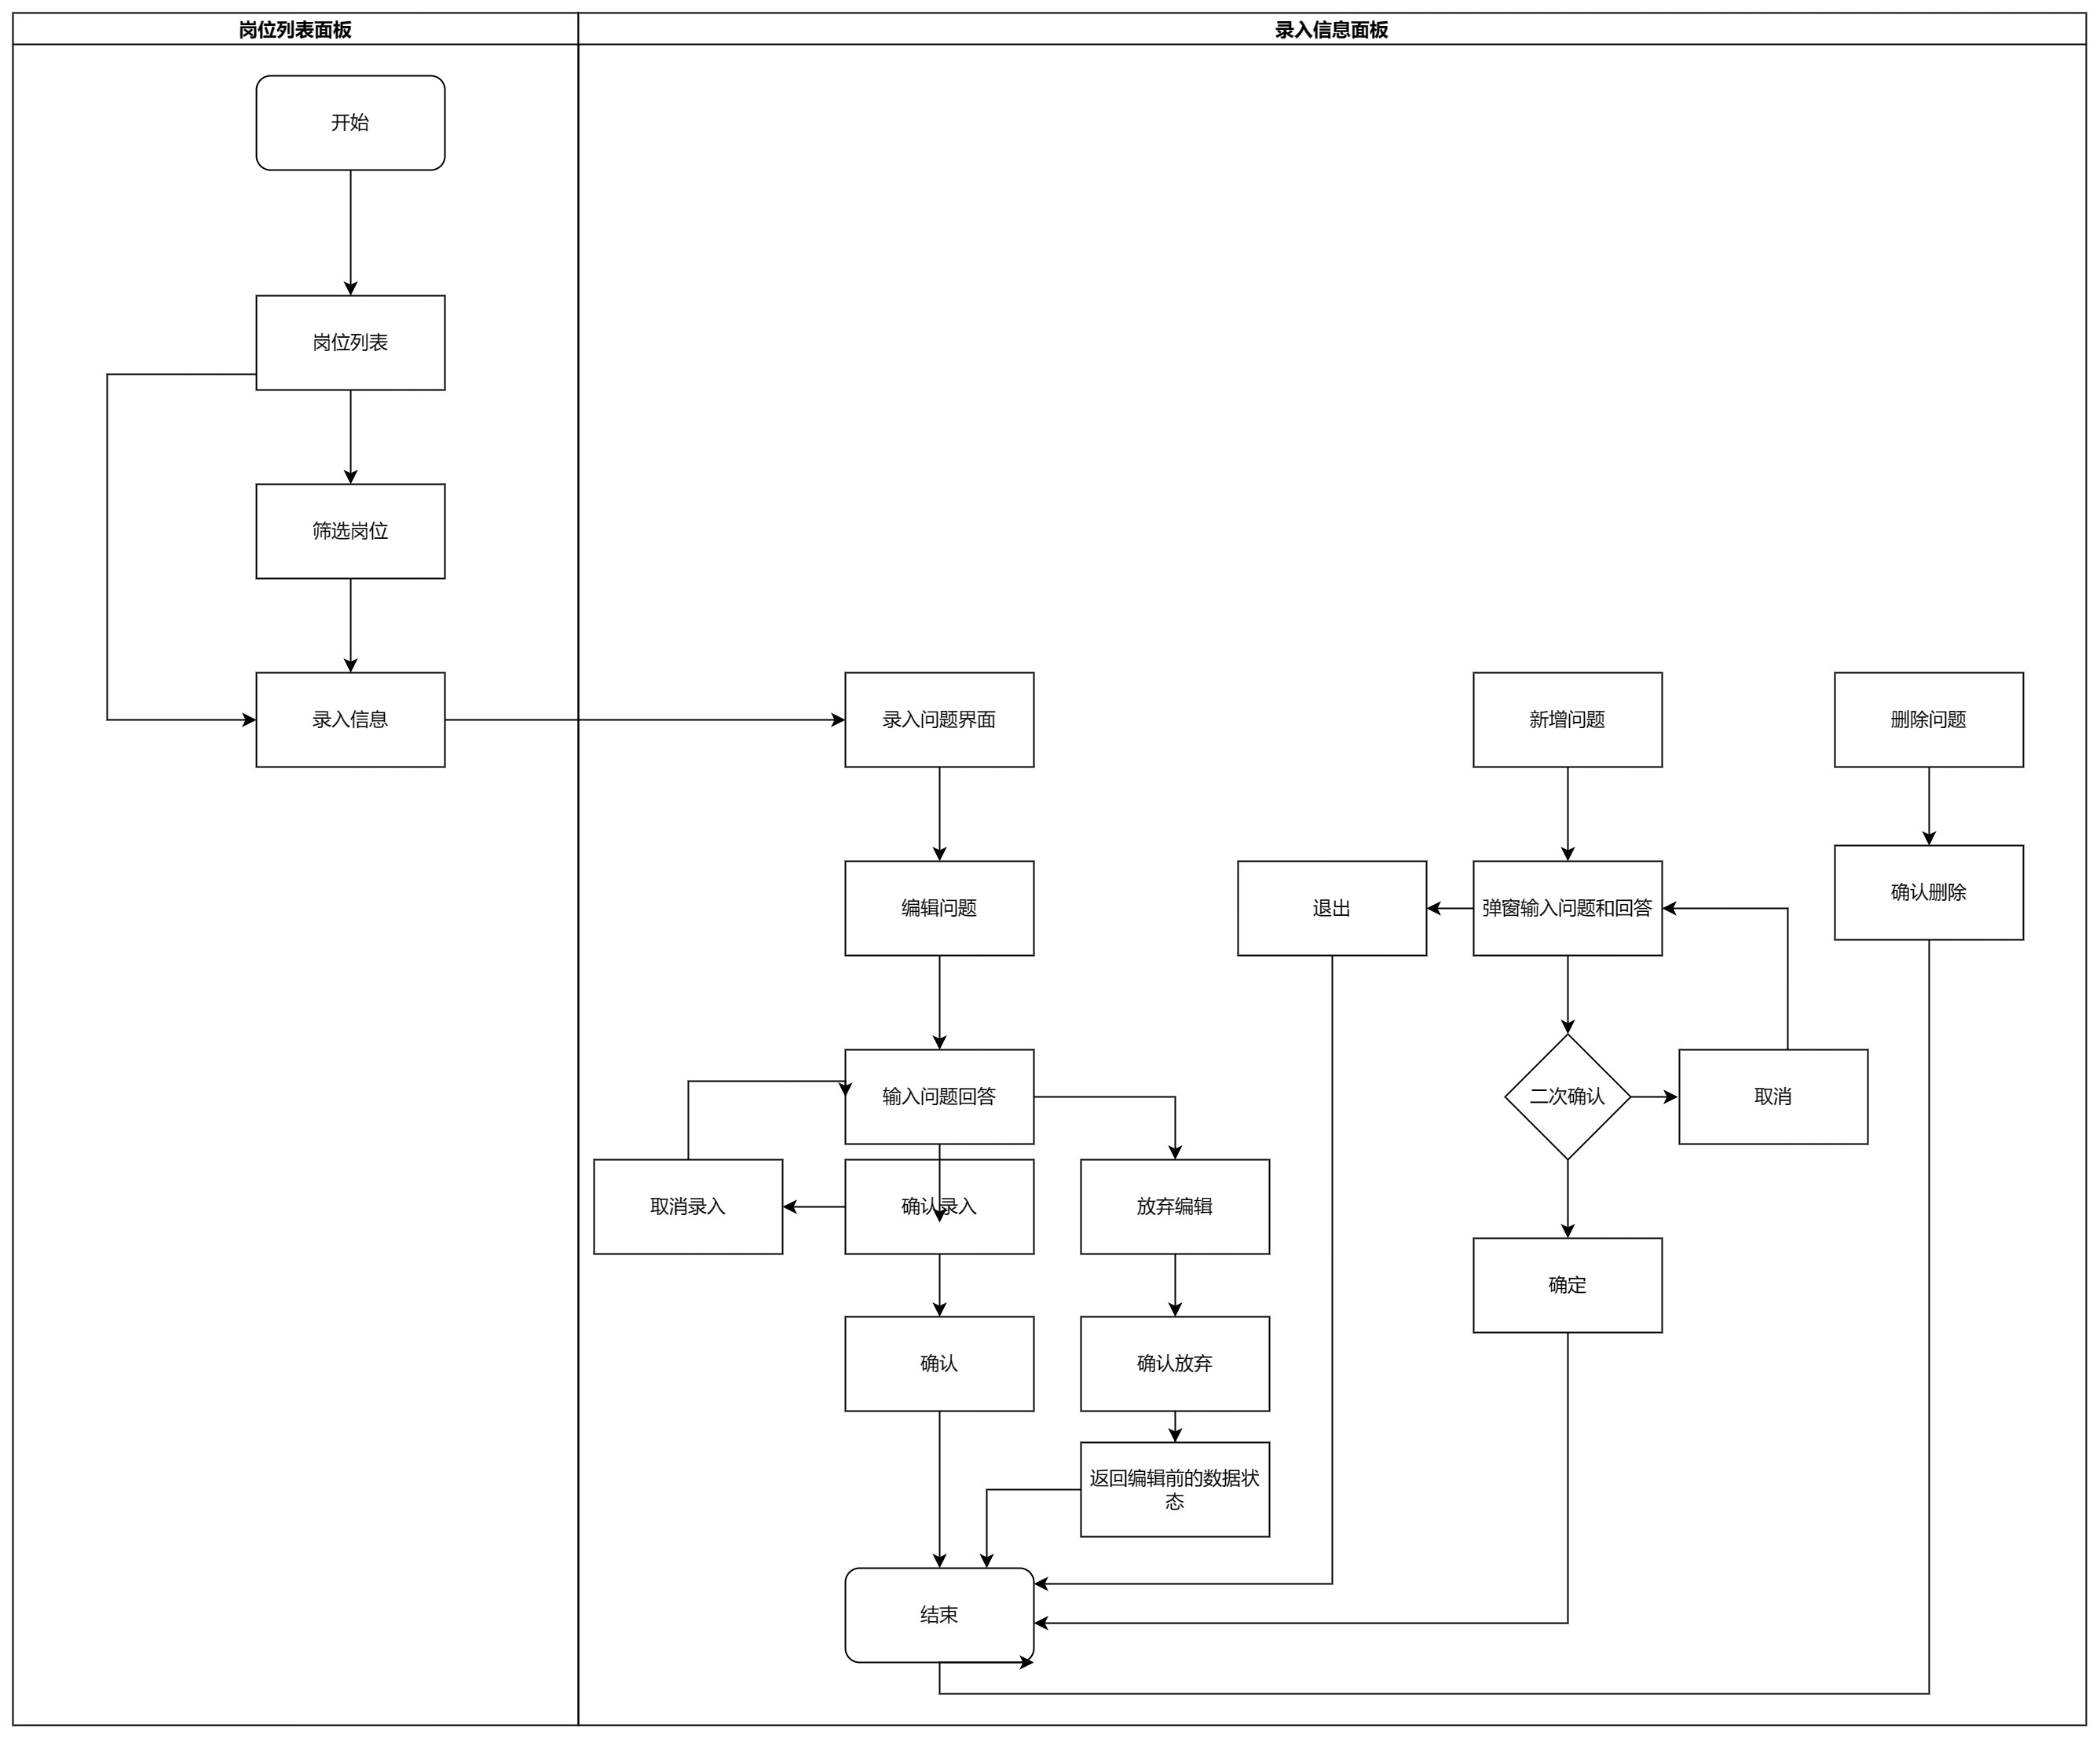 岗位列表面板
录入信息面板
开始
岗位列表
筛选岗位
录入信息
录入问题界面
新增问题
删除问题
编辑问题
退出
弹窗输入问题和回答
确认删除
输入问题回答
二次确认
取消
取消录入
确认录入
放弃编辑
确定
确认
确认放弃
返回编辑前的数据状
态
结束